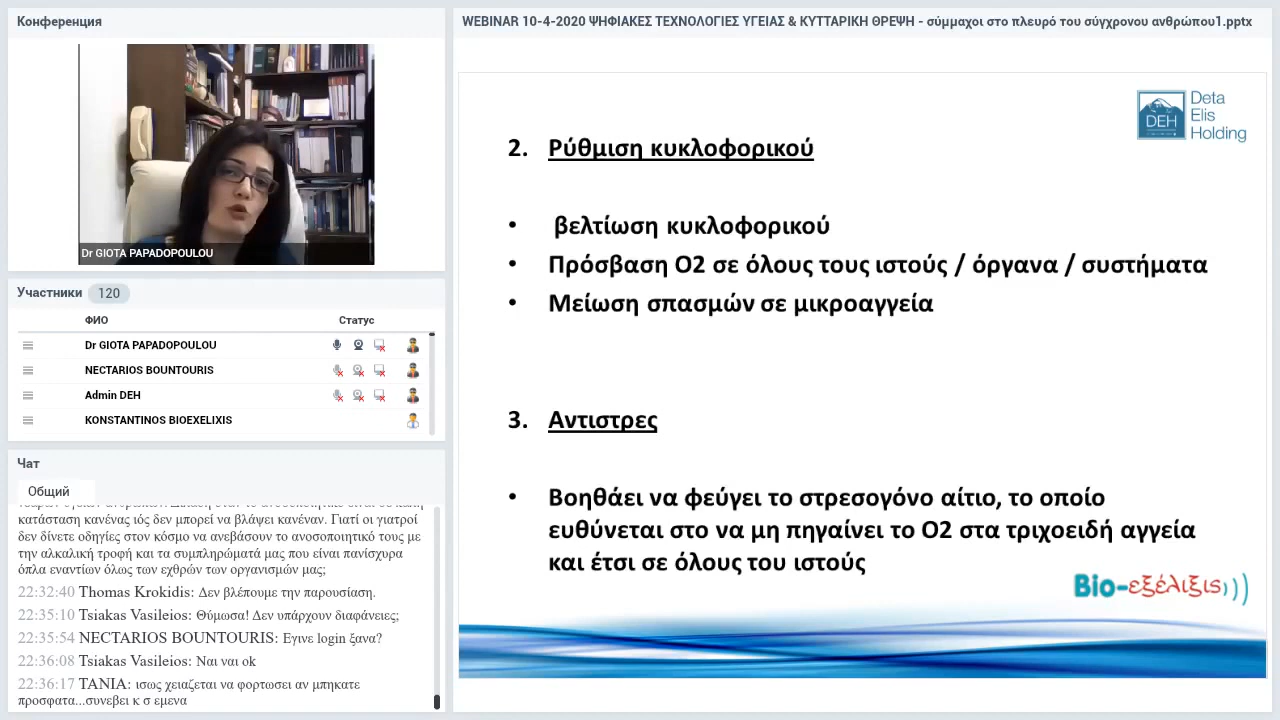 Конференция
Dr GIOTA PAPADOPOULOU
Участники 120
ФИО Статус
Dr GIOTA PAPADOPOULOU
NECTARIOS BOUNTOURIS
Admin DEH
KONSTANTINOS BIOEXELIXIS
Чат
Общий
κατάσταση κανένας ιός δεν μπορεί να βλάψει κανέναν. Γιατί οι γιατροί
δεν δίνετε οδηγίες στον κόσμο να ανεβάσουν το ανοσοποιητικό τους με
την αλκαλική τροφή και τα συμπληρώματά μας που είναι πανίσχυρα
όπλα εναντίων όλως των εχθρών των οργανισμών μας;
22:32:40 Thomas Krokidis: Δεν βλέπουμε την παρουσίαση.
22:35:10 Tsiakas Vasileios: Θύμωσα! Δεν υπάρχουν διαφάνειες;
22:35:54 NECTARIOS BOUNTOURIS: Εγινε login ξανα?
22:36:08 Tsiakas Vasileios: Ναι ναι ok
22:36:17 TANIA: ισως χειαζεται να φορτωσει αν μπηκατε
προσφατα...συνεβει κ σ εμενα
WEBINAR 10-4-2020 ΨΗΦΙΑΚΕΣ ΤΕΧΝΟΛΟΓΙΕΣ ΥΓΕΙΑΣ & ΚΥΤΤΑΡΙΚΗ ΘΡΕΨΗ - σύμμαχοι στο πλευρό του σύγχρονου ανθρώπου1.pptx
DEH
Deta
Elis
Holding
2. Ρύθμιση κυκλοφορικού
• βελτίωση κυκλοφορικού
• Πρόσβαση Ο2 σε όλους τους ιστούς / όργανα / συστήματα
• Μείωση σπασμών σε μικροαγγεία
3. Αντιστρες
• Βοηθάει να φεύγει το στρεσογόνο αίτιο, το οποίο
ευθύνεται στο να μη πηγαίνει το Ο2 στα τριχοειδή αγγεία
και έτσι σε όλους του ιστούς
Bio-εξέλιξις